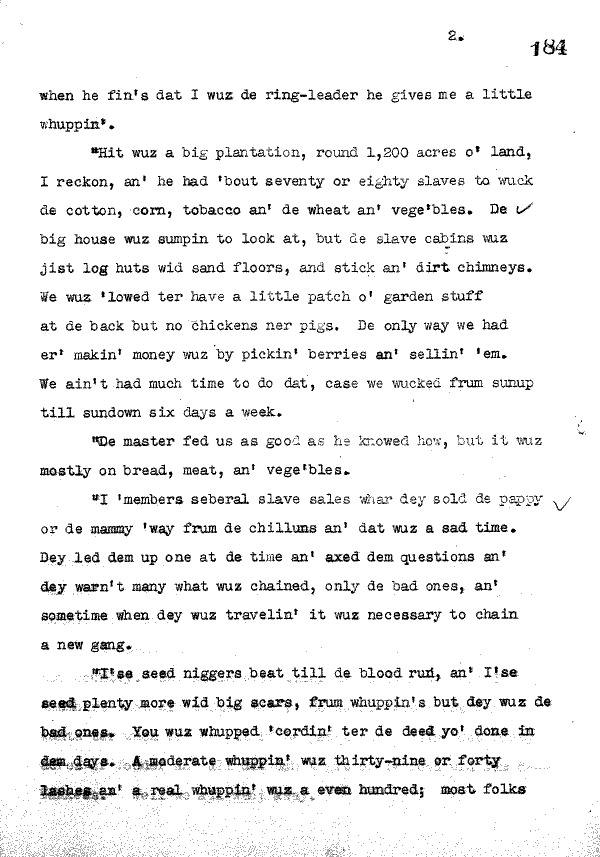 2.
184
when he fin's dat I wuz de ring-leader he gives me a little
whuppin'.
"Hit wuz a big plantation, round 1,200 acres o' land,
I reckon, an' he had 'bout seventy or eighty slaves to wuck
de cotton, corn, tobacco an' de wheat an' vege'bles. De
big house wuz sumpin to look at, but de slave cabins wuz
jist log huts wid sand floors, and stick an' dirt chimneys.
We wuz 'lowed ter have a little patch o' garden stuff
at de back but no chickens ner pigs. De only way we had
er' makin' money wuz by pickin' berries an' sellin' 'em.
We ain't had much time to do dat, case we wucked frum sunup
till sundown six days a week.
"De master fed us as good as he knowed how, but it wuz
mostly on bread, meat, an' vege'bles.
"I 'members seberal slave sales whar dey sold de pappy
or de mammy 'way frum de chilluns an' dat wuz a sad time.
Dey led dem up one at de time an' axed dem questions an'
dey warn't many what wuz chained, only de bad ones, an'
sometime when dey wuz travelin' it wuz necessary to chain
a new gang.
"I'se seed niggers beat till de blood run, an' I'se
seed plenty more wid big scars, frum whuppin's but dey wuz de
bad ones. You wuz whupped 'cordin' ter de deed yo' done in
dem days. A moderate whuppin' wuz thirty-nine or forty
lashes an' a real whuppin' wuz a even hundred; most folks